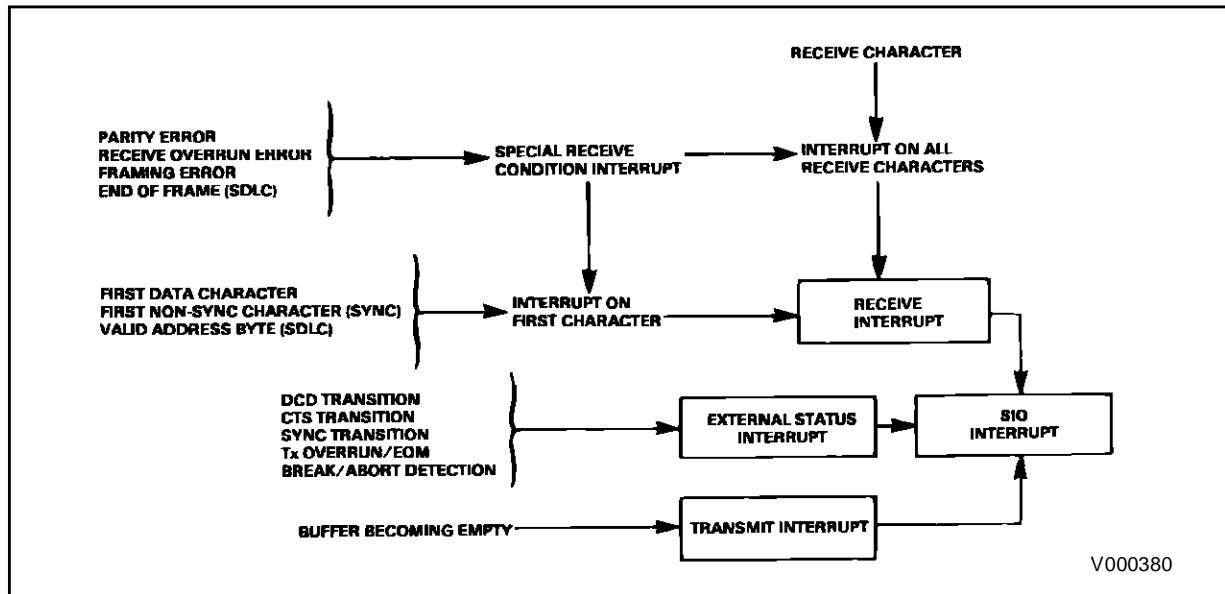 RECEIVE CHARACTER
PARITY ERROR
RECEIVE OVERRUN ERROR
FRAMING ERROR
END OF FRAME (SDLC)
SPECIAL RECEIVE
CONDITION INTERRUPT
INTERRUPT ON ALL
RECEIVE CHARACTERS
FIRST DATA CHARACTER
FIRST NON-SYNC CHARACTER (SYNC)
VALID ADDRESS BYTE (SDLC)
INTERRUPT ON
FIRST CHARACTER
RECEIVE
INTERRUPT
DCD TRANSITION
CTS TRANSITION
SYNC TRANSITION
Tx OVERRUN/EOM
BREAK/ABORT DETECTION
EXTERNAL STATUS
INTERRUPT
SIO
INTERRUPT
BUFFER BECOMING EMPTY
TRANSMIT INTERRUPT
V000380